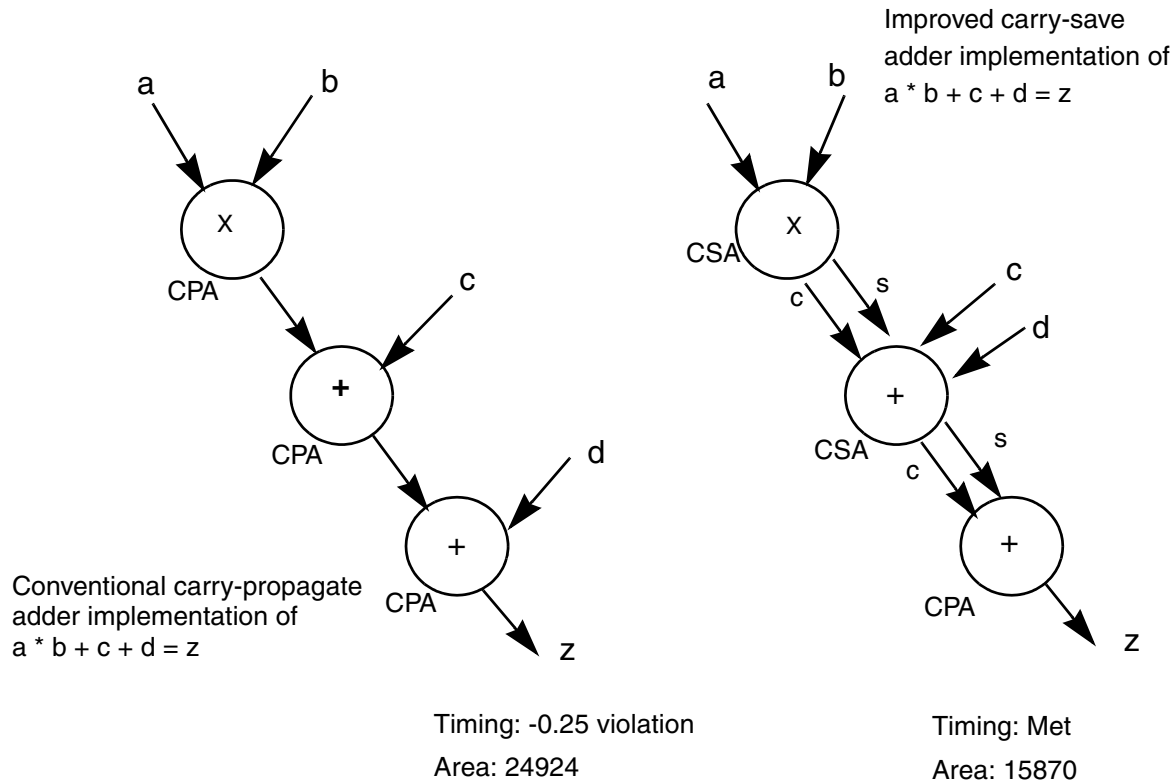 Improved carry-save
adder implementation of
a * b + c + d = z
a
b
X
CPA
c
+
CPA
d
+
CPA
z
Conventional carry-propagate
adder implementation of
a * b + c + d = z
Timing: -0.25 violation
Area: 24924
a
b
X
CSA
c
s
c
d
+
CSA
c
s
+
CPA
z
Timing: Met
Area: 15870